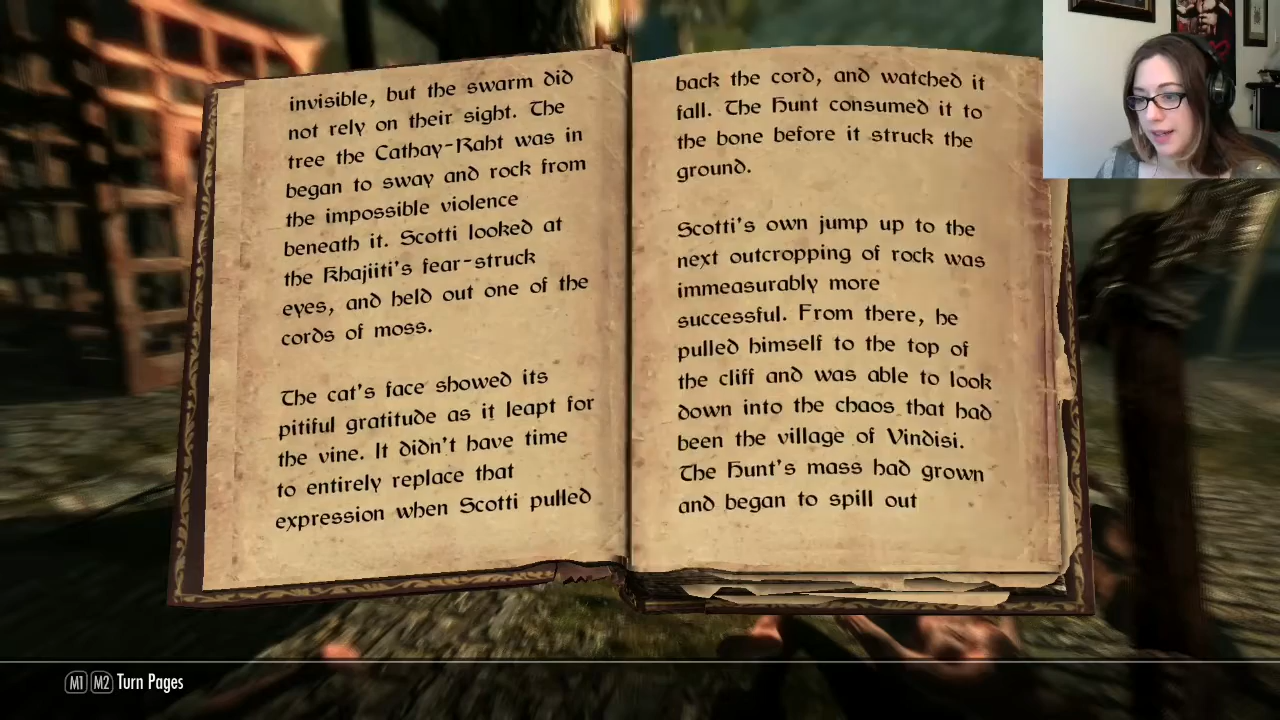 invisible, but the swarm did
not rely on their sight. The
tree the Cathay-Raht was in
began to sway and rock from
the impossible violence
beneath it. Scotti looked at
the Khajiiti's fear-struck
eyes, and held out one of the
cords of moss.
The cat's face showed its
pitiful gratitude as it leapt for
the vine. It didn't have time
to entirely replace that
expression when Scotti pulled
back the cord, and watched it
fall. The Hunt consumed it to
the bone before it struck the
ground.
Scotti's own jump up to the
next outcropping of rock was
immeasurably more
successful. From there, he
pulled himself to the top of
the cliff and was able to look
down into the chaos that had
been the village of Vindisi.
The Hunt's mass had grown
and began to spill out
M1 M2 Turn Pages